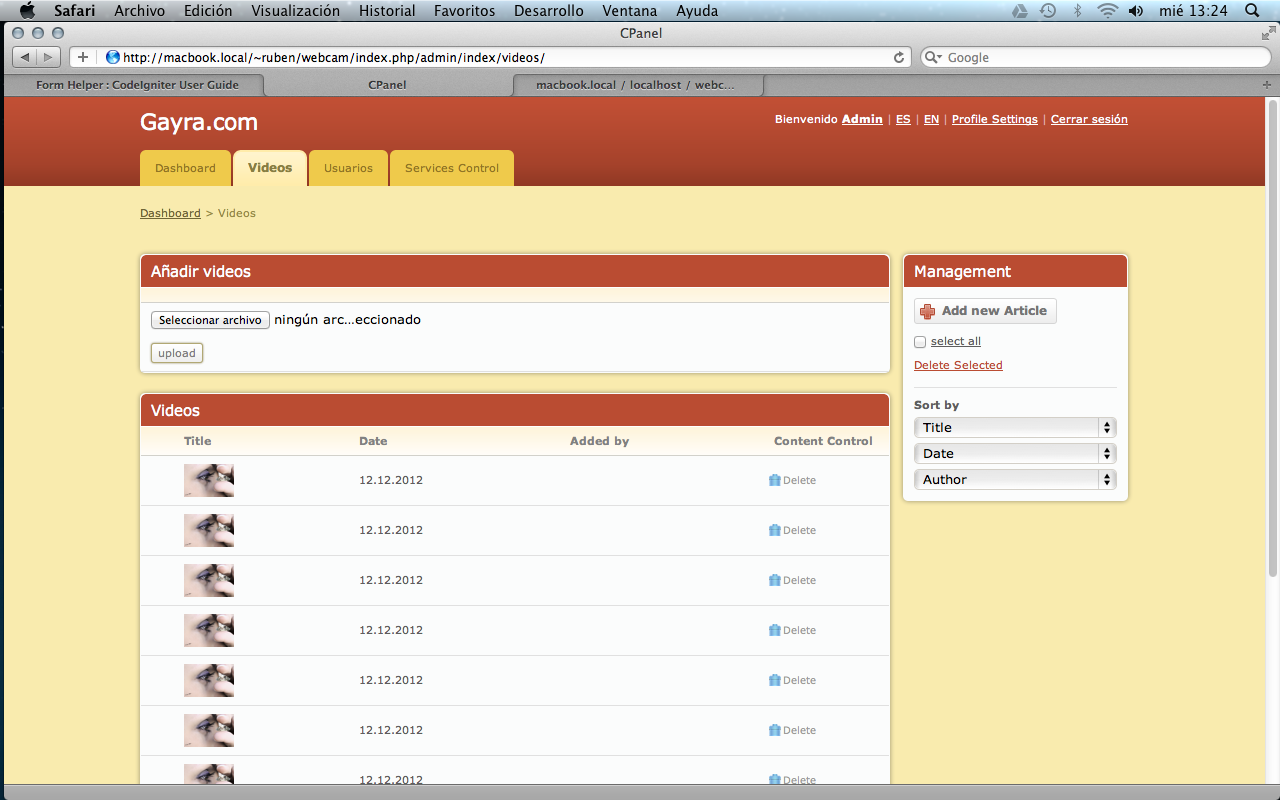 Safari Archivo Edición Visualización Historial Favoritos Desarrollo Ventana Ayuda mié 13:24
CPanel
http://macbook.local/~ruben/webcam/index.php/admin/index/videos/ Google
Form Helper : CodeIgniter User Guide CPanel macbook.local / localhost / webc...
Gayra.com
Bienvenido Admin | ES | EN | Profile Settings | Cerrar sesión
Dashboard Videos Usuarios Services Control
Dashboard > Videos
Añadir videos
Seleccionar archivo ningún arc...eccionado
upload
Videos
Title Date Added by Content Control
12.12.2012 Delete
12.12.2012 Delete
12.12.2012 Delete
12.12.2012 Delete
12.12.2012 Delete
12.12.2012 Delete
12.12.2012 Delete
Management
Add new Article
select all
Delete Selected
Sort by
Title
Date
Author